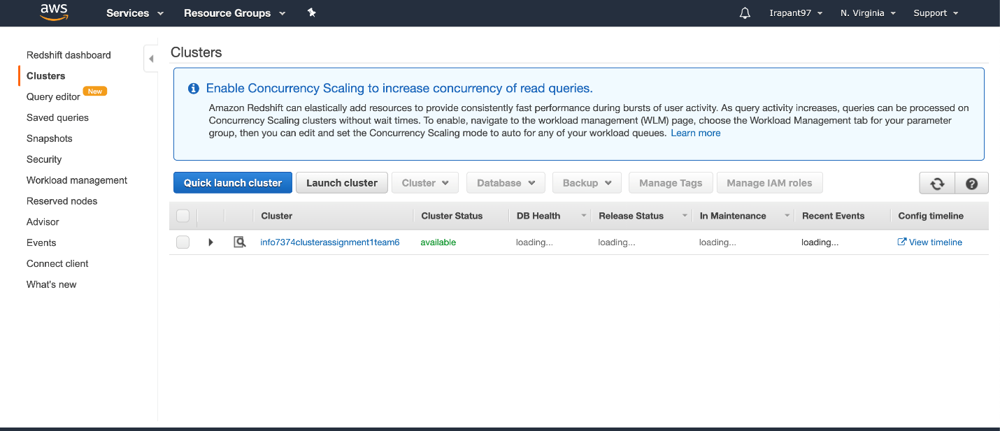 aws Services Resource Groups Irapant97 N. Virginia Support
Redshift dashboard
Clusters
Query editor New
Saved queries
Snapshots
Security
Workload management
Reserved nodes
Advisor
Events
Connect client
What's new
Clusters
Enable Concurrency Scaling to increase concurrency of read queries.
Amazon Redshift can elastically add resources to provide consistently fast performance during bursts of user activity. As query activity increases, queries can be processed on
Concurrency Scaling clusters without wait times. To enable, navigate to the workload management (WLM) page, choose the Workload Management tab for your parameter
group, then you can edit and set the Concurrency Scaling mode to auto for any of your workload queues. Learn more
Quick launch cluster Launch cluster Cluster Database Backup Manage Tags Manage IAM roles
Cluster Cluster Status DB Health Release Status In Maintenance Recent Events Config timeline
info7374clusterassignment1team6 available loading... loading... loading... loading... View timeline